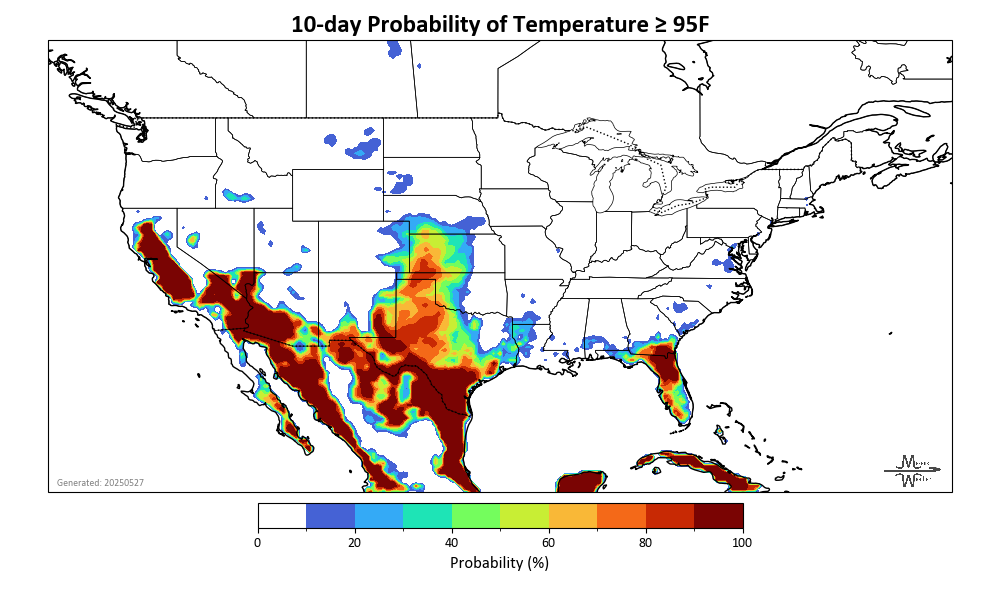 10-day Probability of Temperature ≥ 95F
Generated: 20250527
0 20 40 60 80 100
Probability (%)